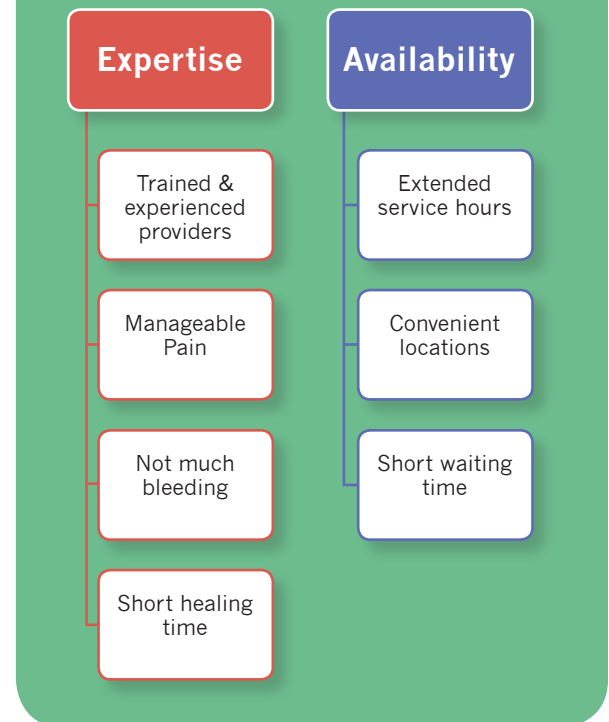 Expertise
Trained &
experienced
providers
Manageable
Pain
Not much
bleeding
Short healing
time
Availability
Extended
service hours
Convenient
locations
Short waiting
time